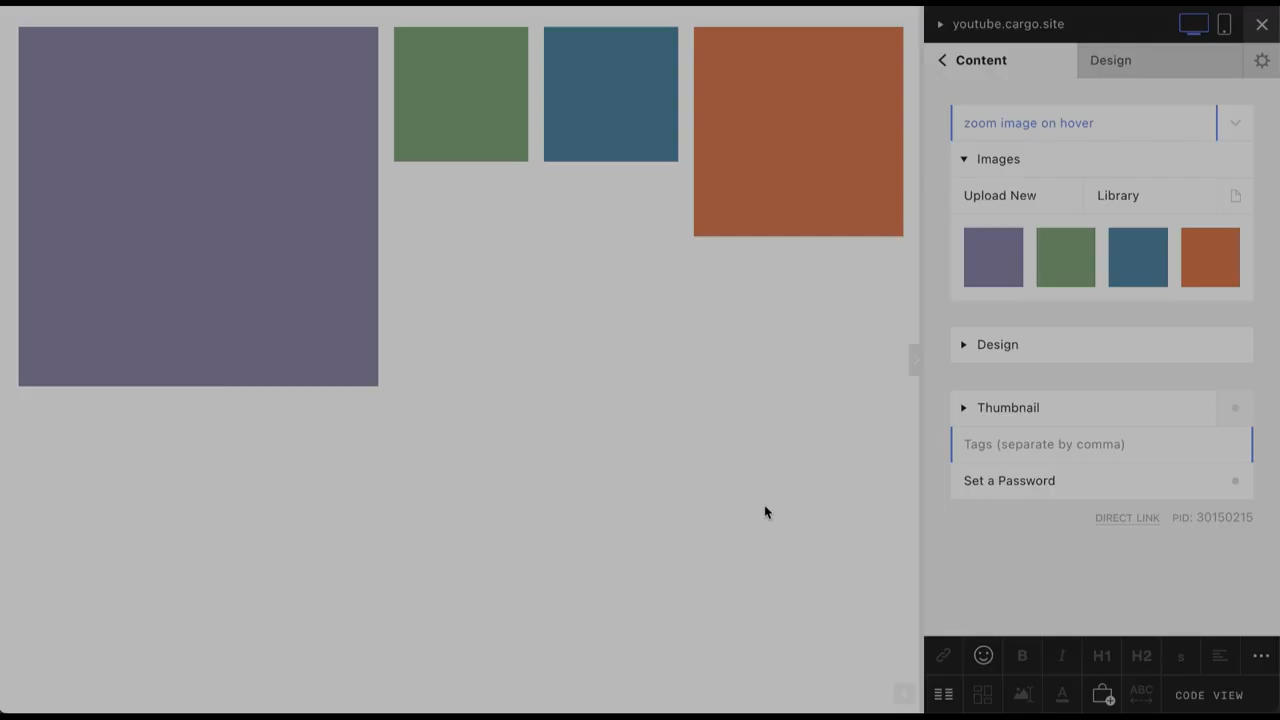 youtube.cargo.site
Content
Design
zoom image on hover
Images
Upload New
Library
Design
Thumbnail
Tags (separate by comma)
Set a Password
DIRECT LINK PID: 30150215
B I H1 H2 s
A ABC CODE VIEW